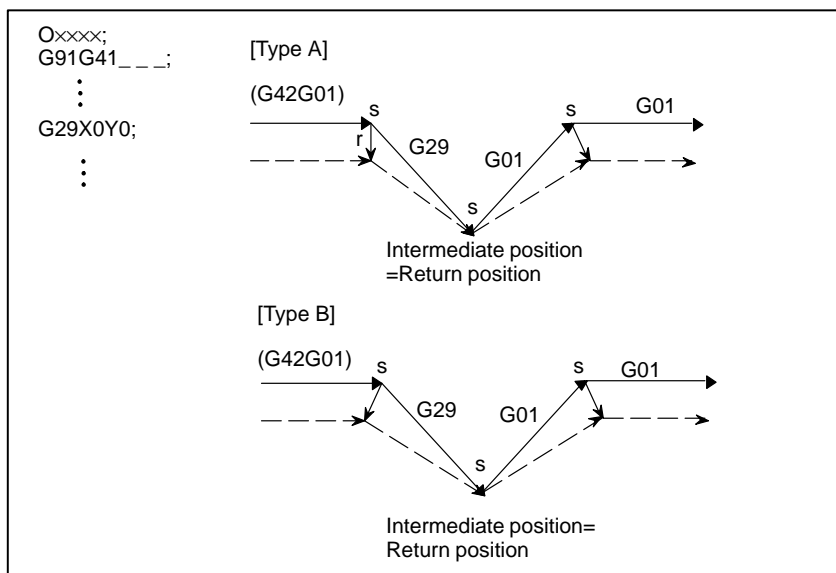 O××××;
G91G41_ _ _;
G29X0Y0;
[Type A]
(G42G01)
s
s
G01
r
G29
G01
s
Intermediate position
=Return position
[Type B]
(G42G01)
s
s
G01
G29
G01
s
Intermediate position=
Return position